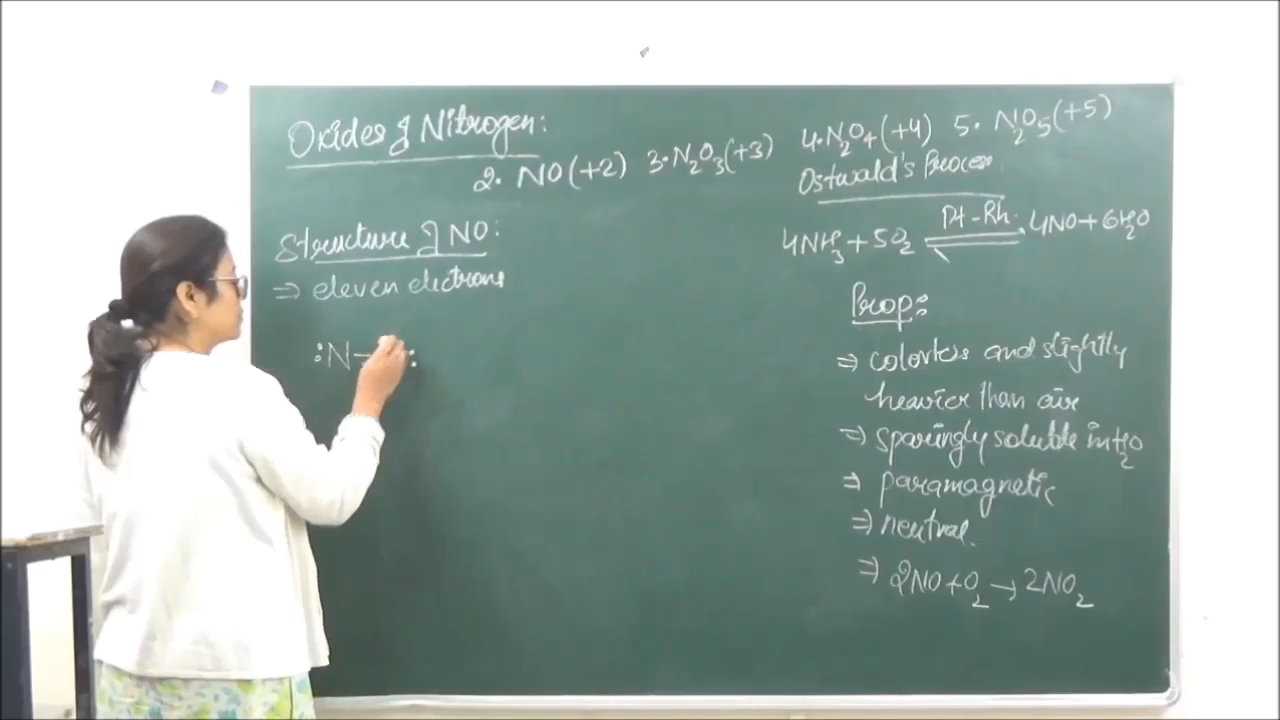 Oxides of Nitrogen:
2. NO(+2) 3. N₂O₃(+3) 4. N₂O₄(+4) 5. N₂O₅(+5)
Structure of NO:
⇒ eleven electrons
:N
Ostwald's Process
4NH₃ + 5O₂ ⇌ 4NO + 6H₂O
Pt-Rh.
Prop:
⇒ colorless and slightly
heavier than air
⇒ sparingly soluble in H₂O
⇒ paramagnetic
⇒ neutral.
⇒ 2NO + O₂ → 2NO₂